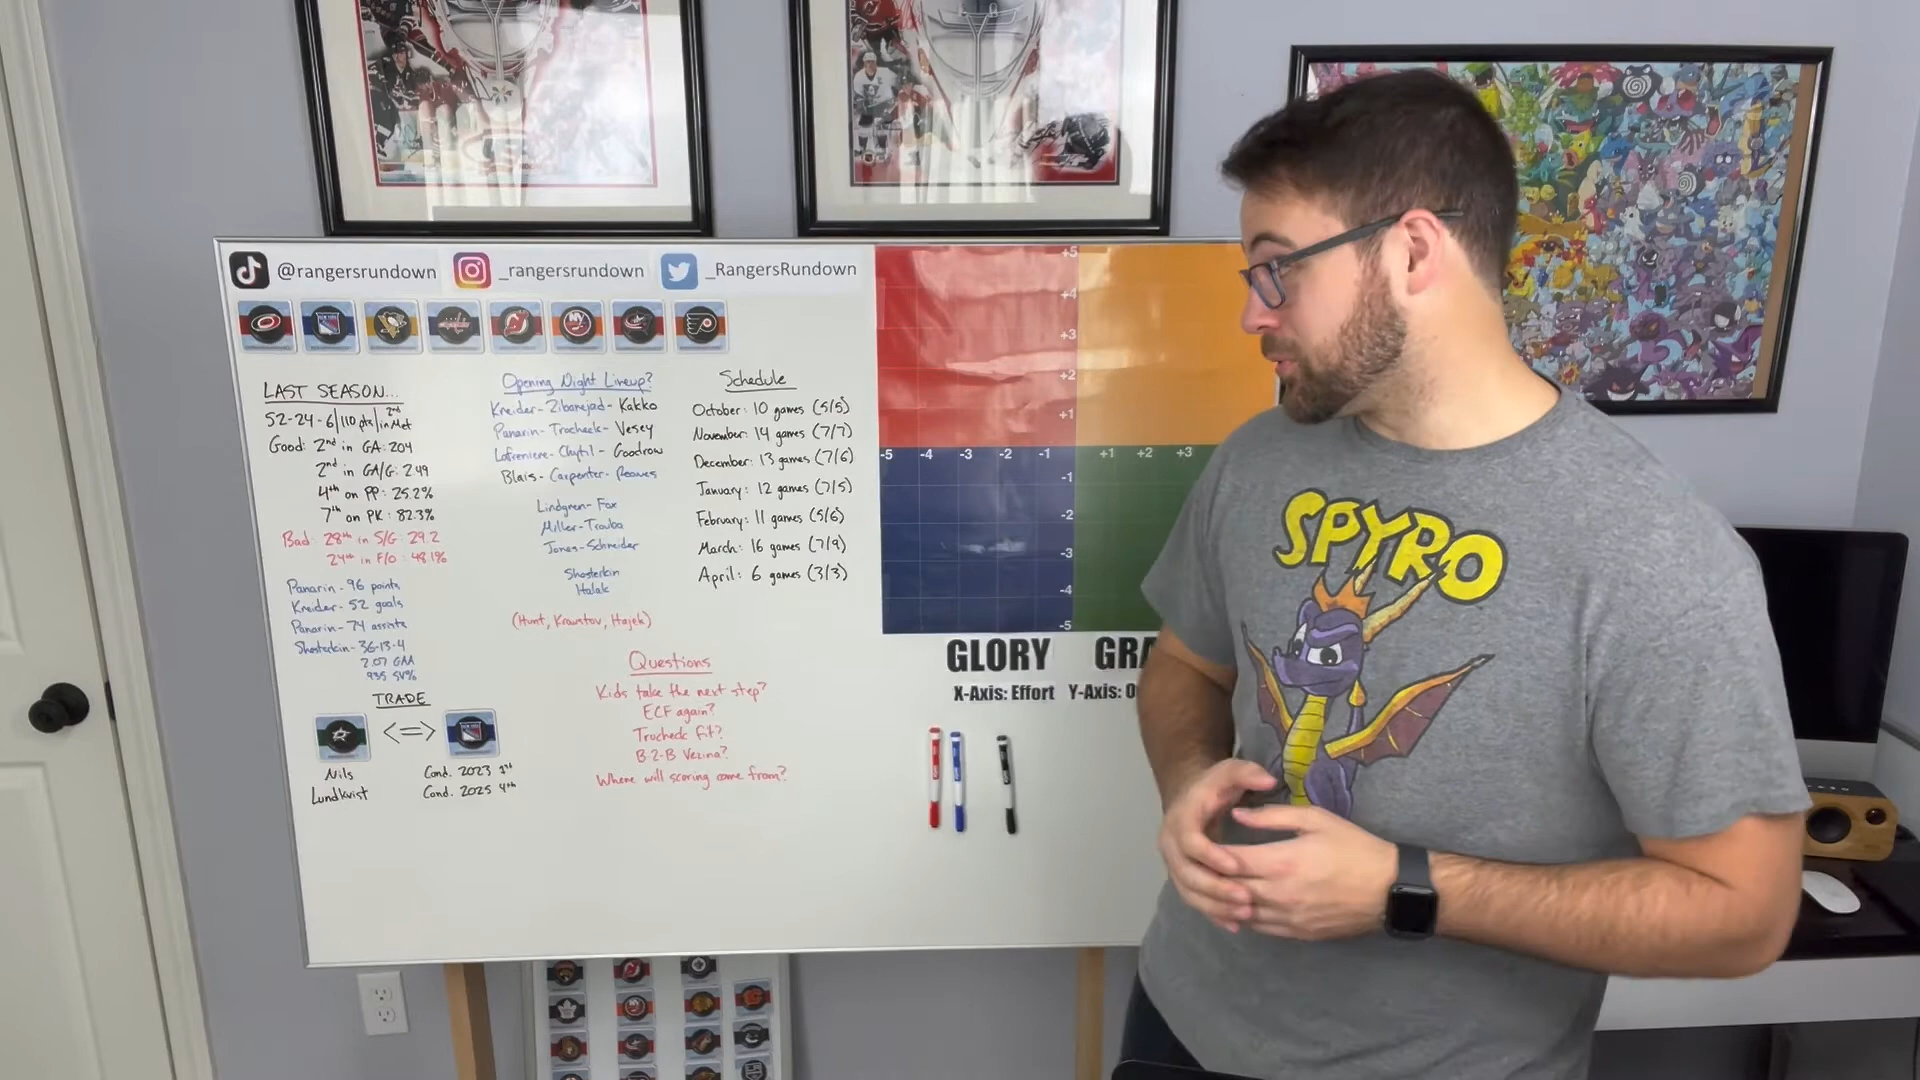 @rangersrundown
_rangersrundown
_RangersRundown
LAST SEASON...
52-24-6/110 pts/2nd in Met
Good: 2nd in GA: 204
2nd in GA/G: 2.49
4th on PP: 25.2%
7th on PK: 82.3%
Bad: 28th in S/G: 29.2
24th in F/O: 48.1%
Panarin - 96 points
Kreider - 52 goals
Panarin - 74 assists
Shesterkin - 36-13-4
2.07 GAA
.935 SV%
TRADE
<=>
Nils
Lundkvist
Cond. 2023 1st
Cond. 2025 4th
Opening Night Lineup?
Kreider - Zibanejad - Kakko
Panarin - Trocheck - Vesey
Lafreniere - Chytil - Goodrow
Blais - Carpenter - Reaves
Lindgren - Fox
Miller - Trouba
Jones - Schneider
Shesterkin
Halak
(Hunt, Kravstov, Hajek)
Questions
Kids take the next step?
ECF again?
Trocheck fit?
B-2-B Vezina?
Where will scoring come from?
Schedule
October: 10 games (5/5)
November: 14 games (7/7)
December: 13 games (7/6)
January: 12 games (7/5)
February: 11 games (5/6)
March: 16 games (7/9)
April: 6 games (3/3)
+5
+4
+3
+2
+1
-5 -4 -3 -2 -1 +1 +2 +3
-1
-2
-3
-4
-5
GLORY GRA
X-Axis: Effort Y-Axis: O
SPYRO